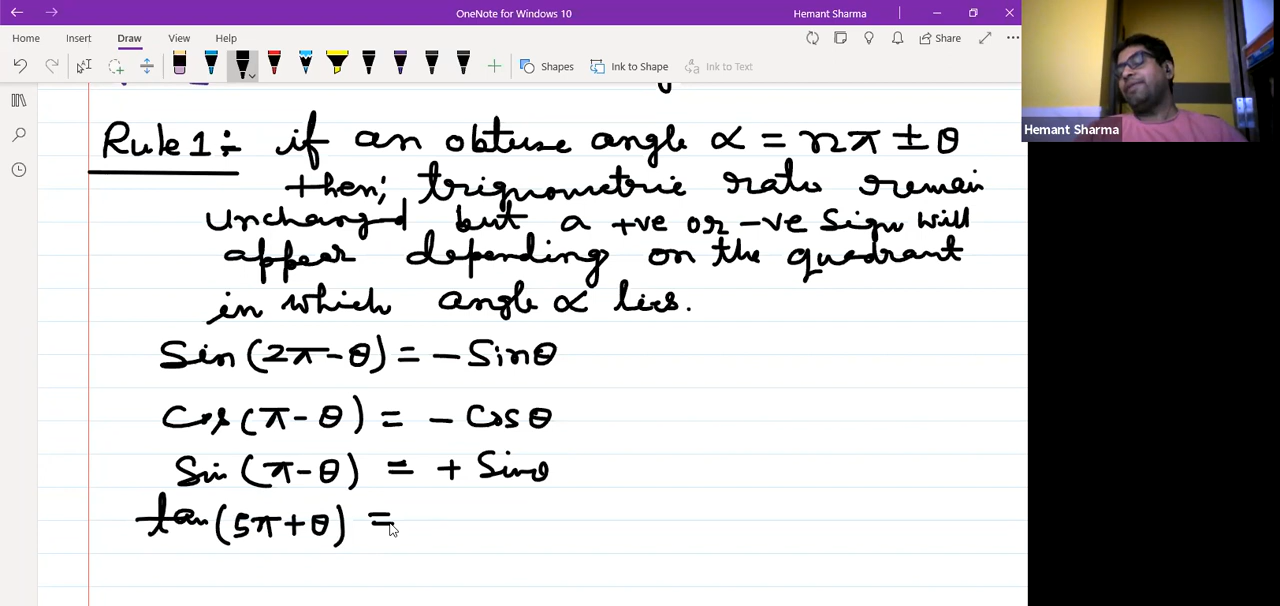 OneNote for Windows 10
Hemant Sharma
Home Insert Draw View Help
Share
Shapes Ink to Shape Ink to Text
Hemant Sharma
Rule 1:- if an obtuse angle α = nπ ± θ
then; trignometric ratio remain
unchanged but a +ve or -ve sign will
appear depending on the quadrant
in which angle α lies.
Sin (2π - θ) = - Sinθ
Cos (π - θ) = - Cosθ
Sin (π - θ) = + Sinθ
tan (5π + θ) =